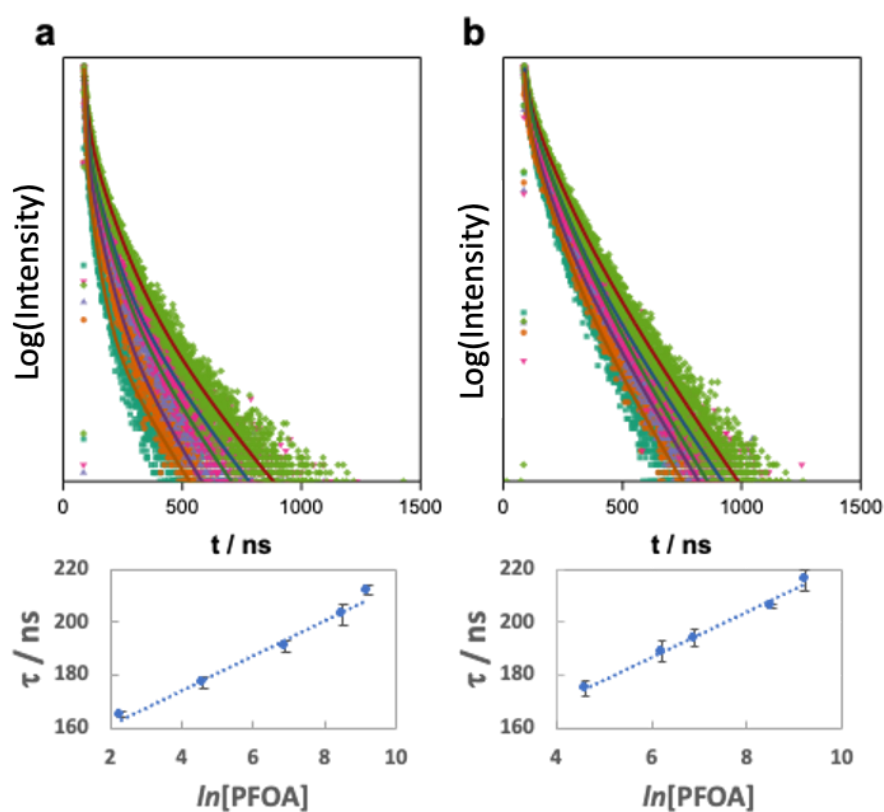 a
b
Log(Intensity)
Log(Intensity)
0 500 1000 1500
0 500 1000 1500
t / ns
t / ns
220
200
180
160
τ / ns
2 4 6 8 10
ln[PFOA]
220
200
180
160
τ / ns
4 6 8 10
ln[PFOA]